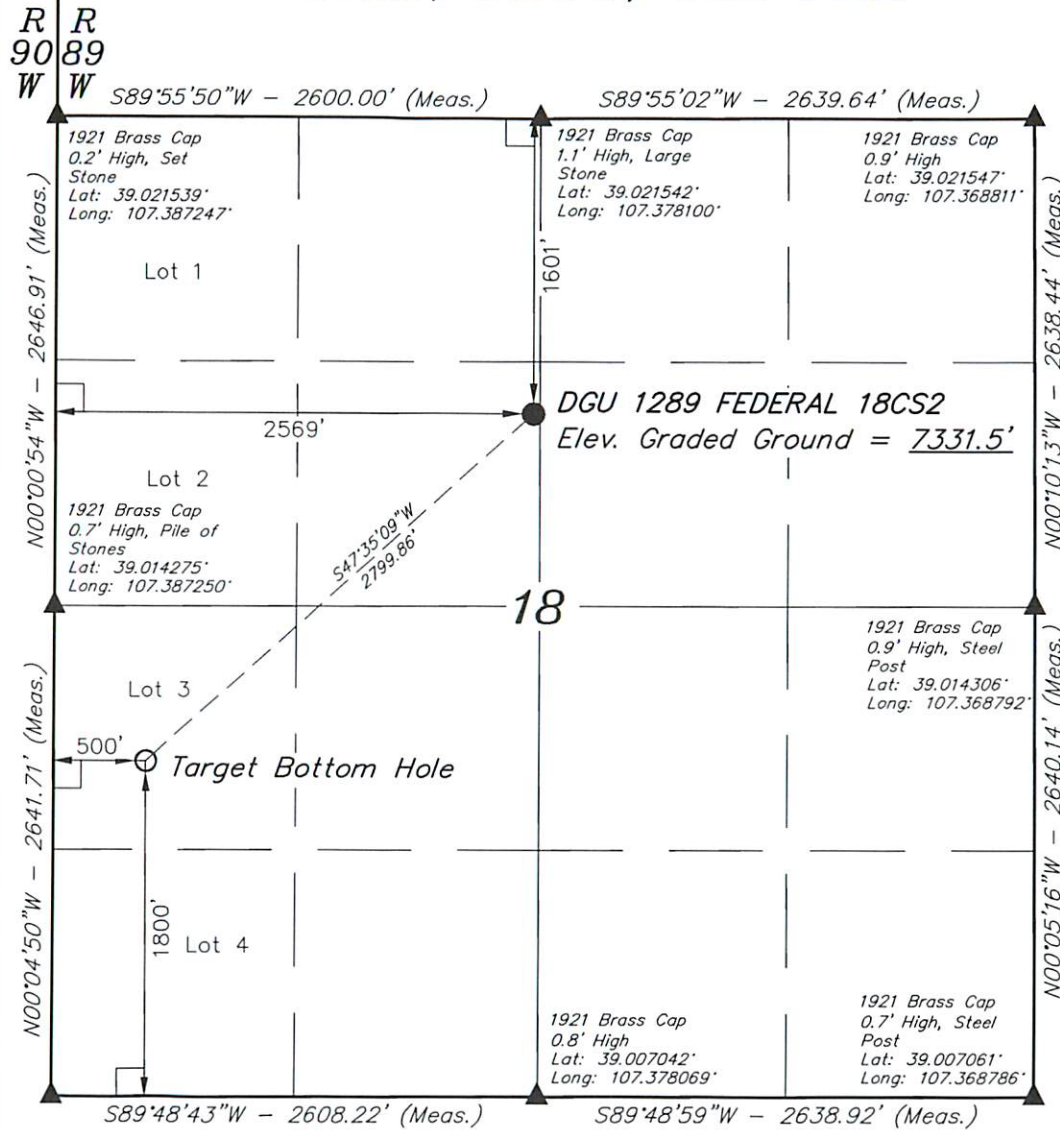 R R
90 89
W W
S89°55'50"W - 2600.00' (Meas.)
S89°55'02"W - 2639.64' (Meas.)
1921 Brass Cap
0.2' High, Set
Stone
Lat: 39.021539°
Long: 107.387247°
1921 Brass Cap
1.1' High, Large
Stone
Lat: 39.021542°
Long: 107.378100°
1921 Brass Cap
0.9' High
Lat: 39.021547°
Long: 107.368811°
N00°00'54"W - 2646.91' (Meas.)
Lot 1
1601'
N00°10'13"W - 2638.44' (Meas.)
2569'
DGU 1289 FEDERAL 18CS2
Elev. Graded Ground = 7331.5'
Lot 2
1921 Brass Cap
0.7' High, Pile of
Stones
Lat: 39.014275°
Long: 107.387250°
S47°35'09"W
2799.86'
18
1921 Brass Cap
0.9' High, Steel
Post
Lat: 39.014306°
Long: 107.368792°
Lot 3
500'
Target Bottom Hole
N00°04'50"W - 2641.71' (Meas.)
1800'
Lot 4
N00°05'16"W - 2640.14' (Meas.)
1921 Brass Cap
0.8' High
Lat: 39.007042°
Long: 107.378069°
1921 Brass Cap
0.7' High, Steel
Post
Lat: 39.007061°
Long: 107.368786°
S89°48'43"W - 2608.22' (Meas.)
S89°48'59"W - 2638.92' (Meas.)